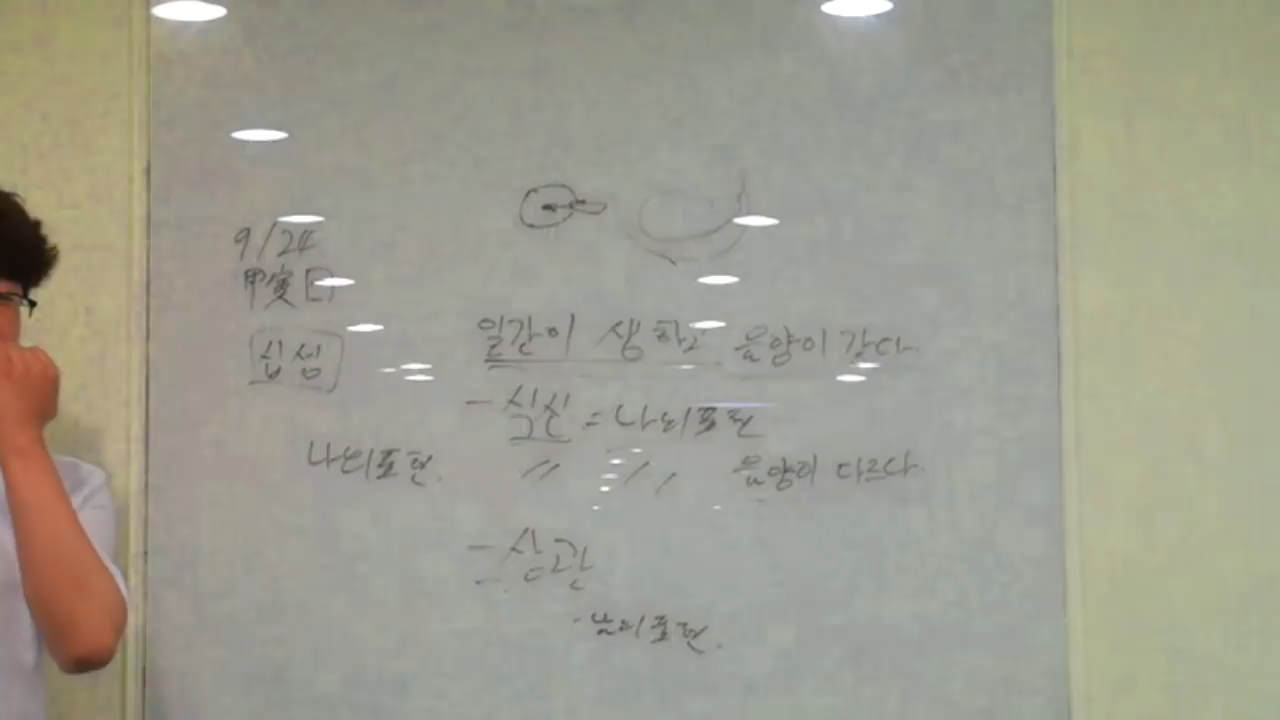 9/24
甲寅日
십성
일간이 생하고 음양이 같다.
- 식신 = 나의표현
나의표현.
〃 〃 음양이 다르다.
- 상관
- 남의표현.